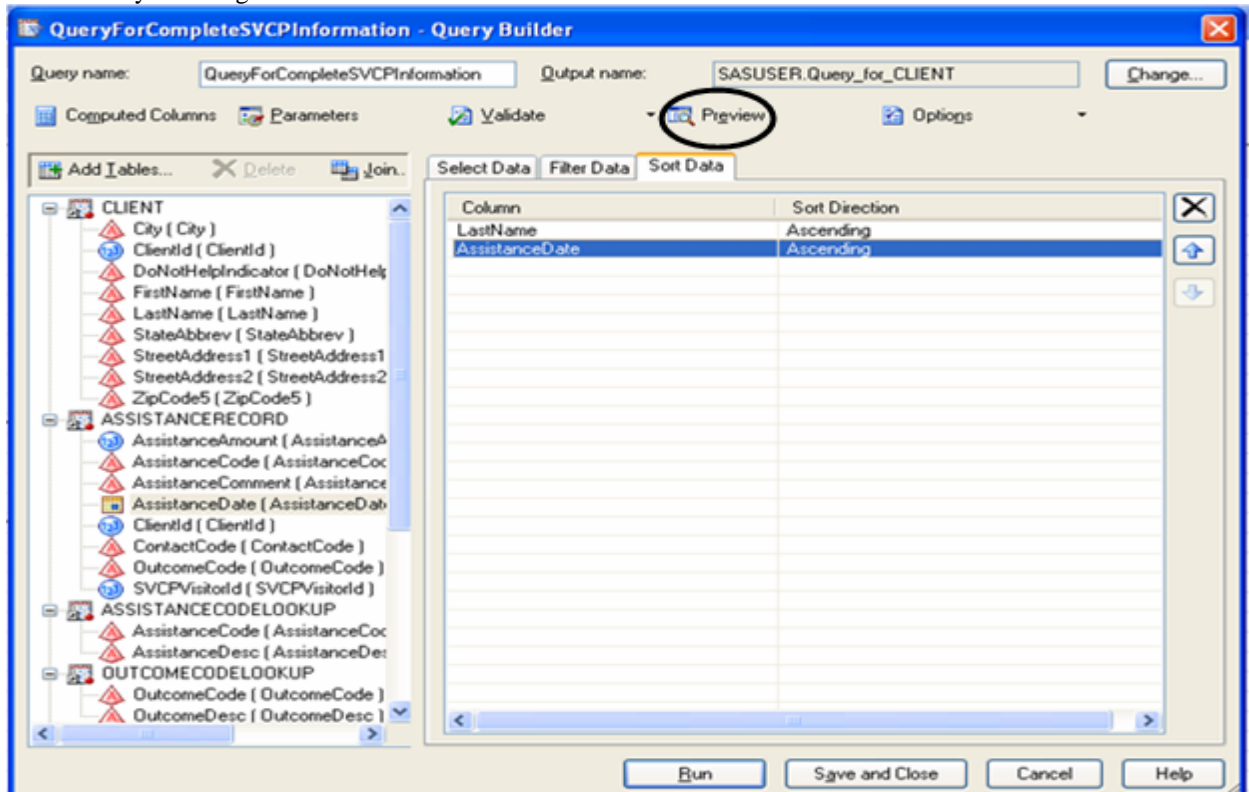 QueryForCompleteSVCPInformation - Query Builder
Query name: QueryForCompleteSVCPInformation Output name: SASUSER.Query_for_CLIENT Change...
Computed Columns Parameters Validate Preview Options
Add Tables... Delete Join.. Select Data Filter Data Sort Data
Column Sort Direction
LastName Ascending
AssistanceDate Ascending
CLIENT
City ( City )
ClientId ( ClientId )
DoNotHelpIndicator ( DoNotHelp
FirstName ( FirstName )
LastName ( LastName )
StateAbbrev ( StateAbbrev )
StreetAddress1 ( StreetAddress1
StreetAddress2 ( StreetAddress2
ZipCode5 ( ZipCode5 )
ASSISTANCERECORD
AssistanceAmount ( AssistanceA
AssistanceCode ( AssistanceCoc
AssistanceComment ( Assistance
AssistanceDate ( AssistanceDat
ClientId ( ClientId )
ContactCode ( ContactCode )
OutcomeCode ( OutcomeCode )
SVCPVisitorId ( SVCPVisitorId )
ASSISTANCECODELOOKUP
AssistanceCode ( AssistanceCoc
AssistanceDesc ( AssistanceDes
OUTCOMECODELOOKUP
OutcomeCode ( OutcomeCode )
OutcomeDesc ( OutcomeDesc )
Run Save and Close Cancel Help